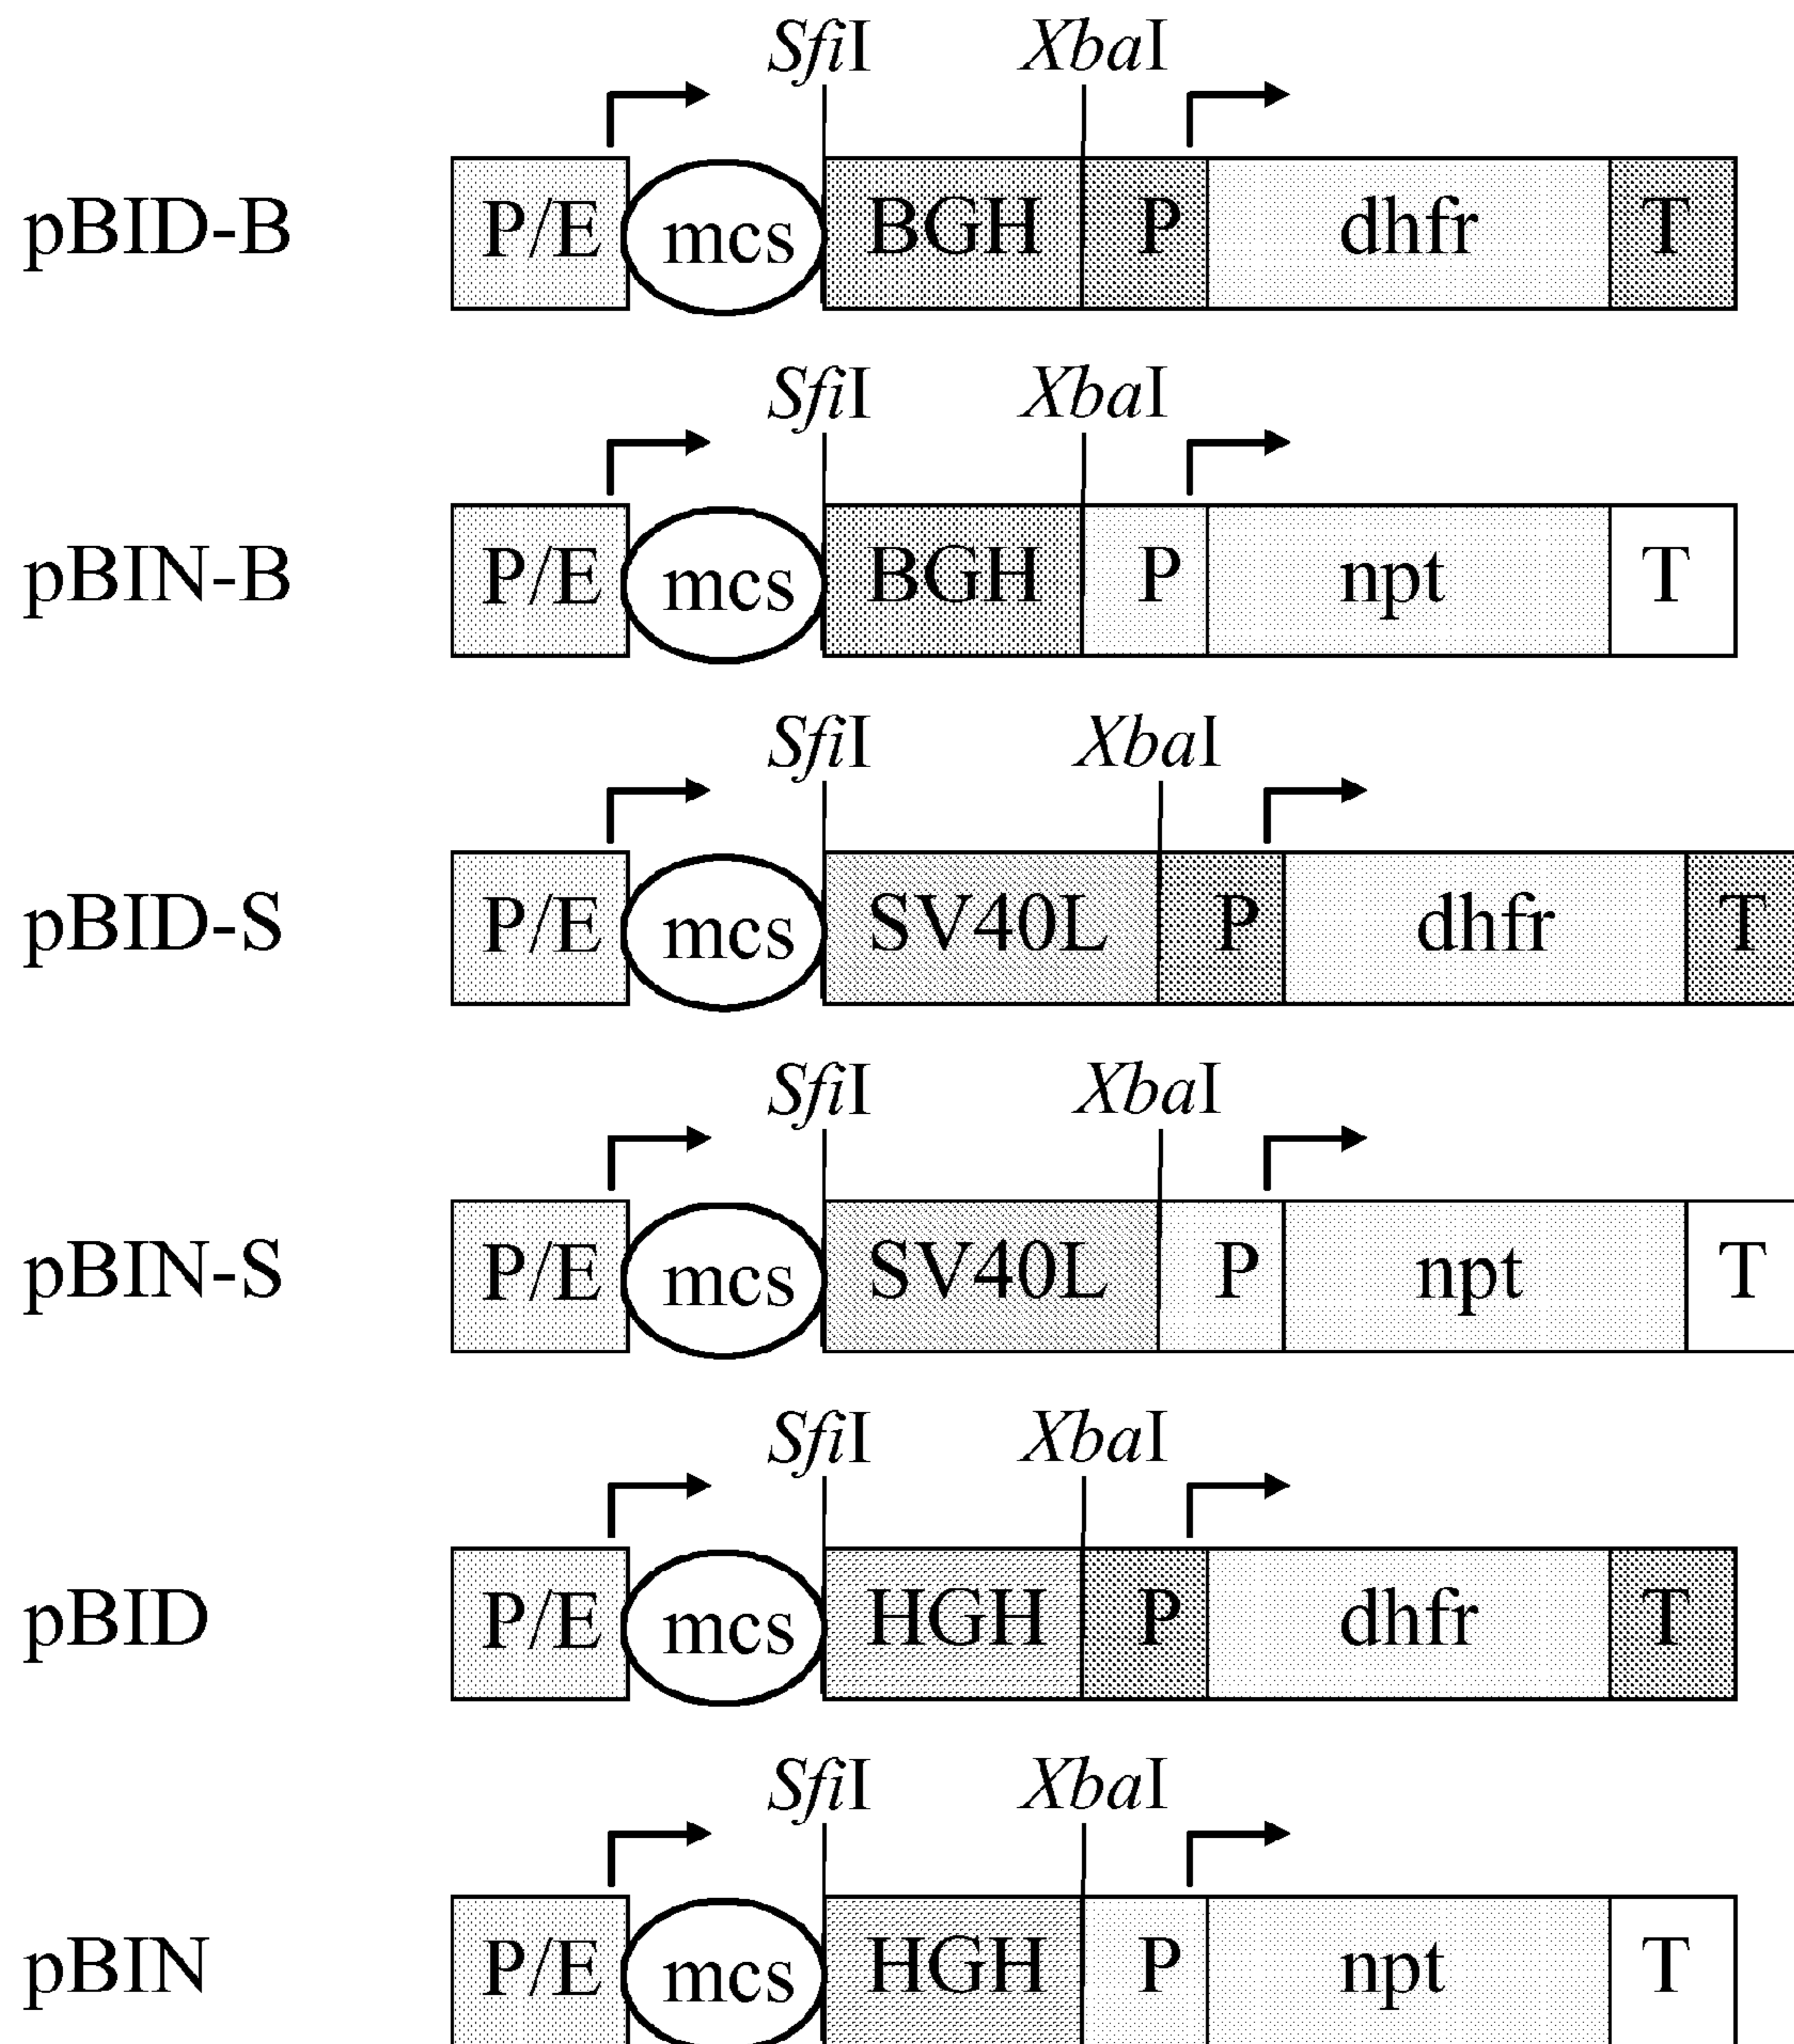 SfiI XbaI
pBID-B P/E mcs BGH P dhfr T
SfiI XbaI
pBIN-B P/E mcs BGH P npt T
SfiI XbaI
pBID-S P/E mcs SV40L P dhfr T
SfiI XbaI
pBIN-S P/E mcs SV40L P npt T
SfiI XbaI
pBID P/E mcs HGH P dhfr T
SfiI XbaI
pBIN P/E mcs HGH P npt T